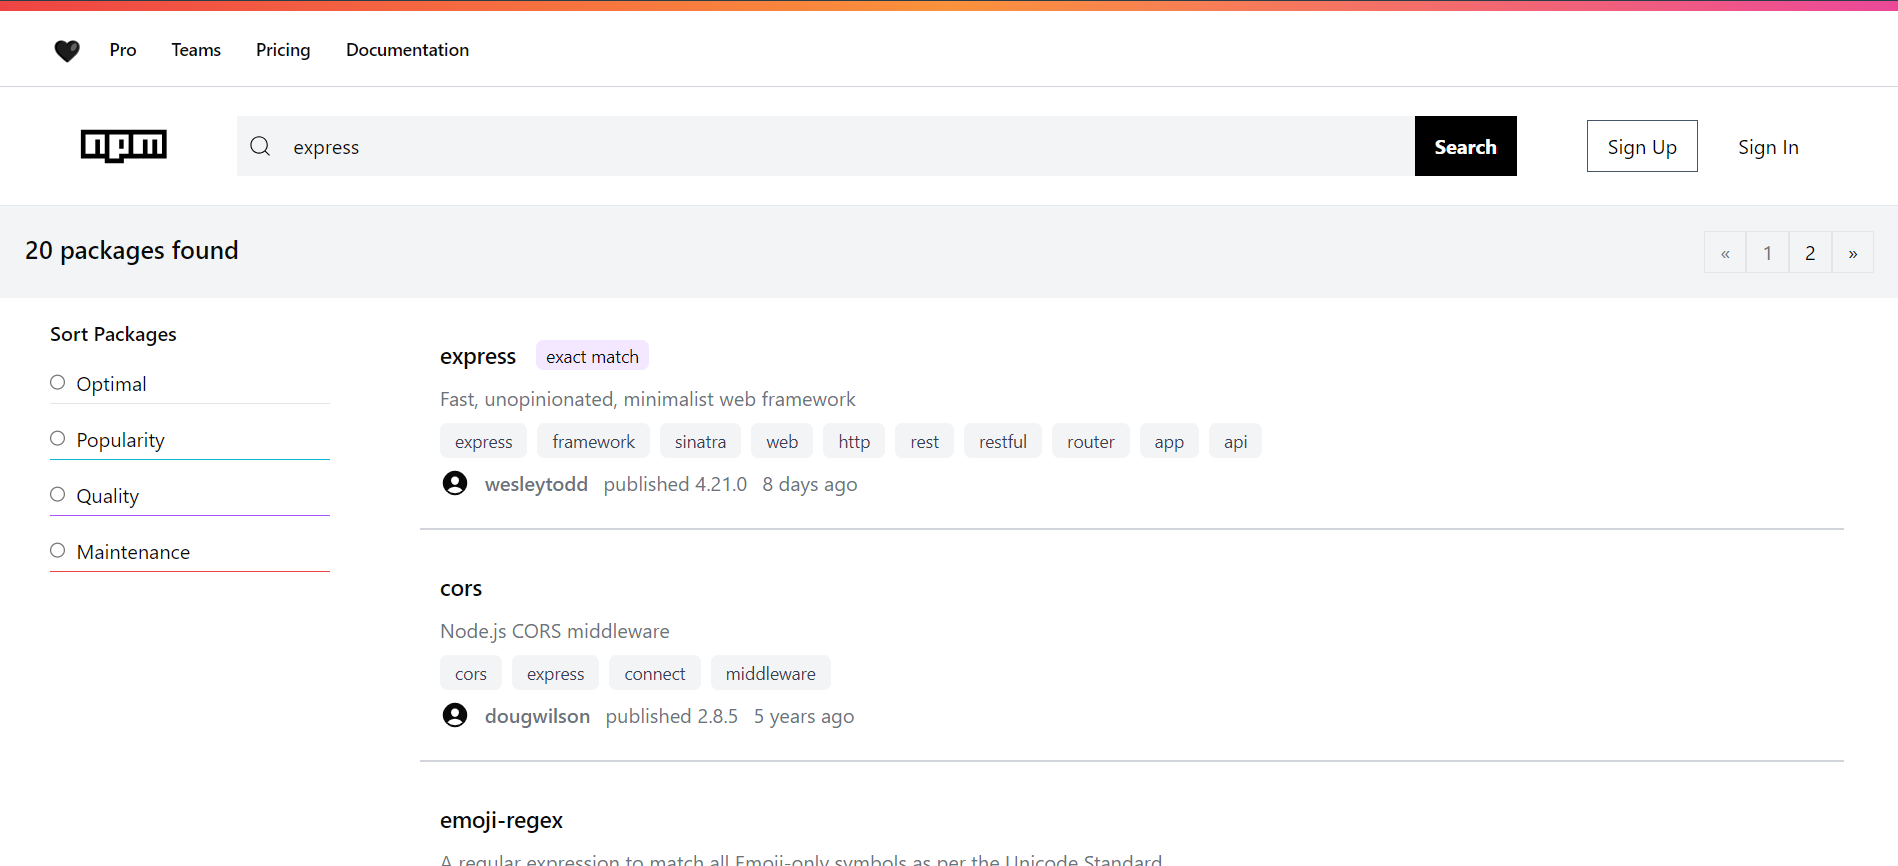 Pro Teams Pricing Documentation
npm express Search Sign Up Sign In
20 packages found « 1 2 »
Sort Packages
Optimal
Popularity
Quality
Maintenance
express exact match
Fast, unopinionated, minimalist web framework
express framework sinatra web http rest restful router app api
wesleytodd published 4.21.0 8 days ago
cors
Node.js CORS middleware
cors express connect middleware
dougwilson published 2.8.5 5 years ago
emoji-regex
A regular expression to match all Emoji-only symbols as per the Unicode Standard.